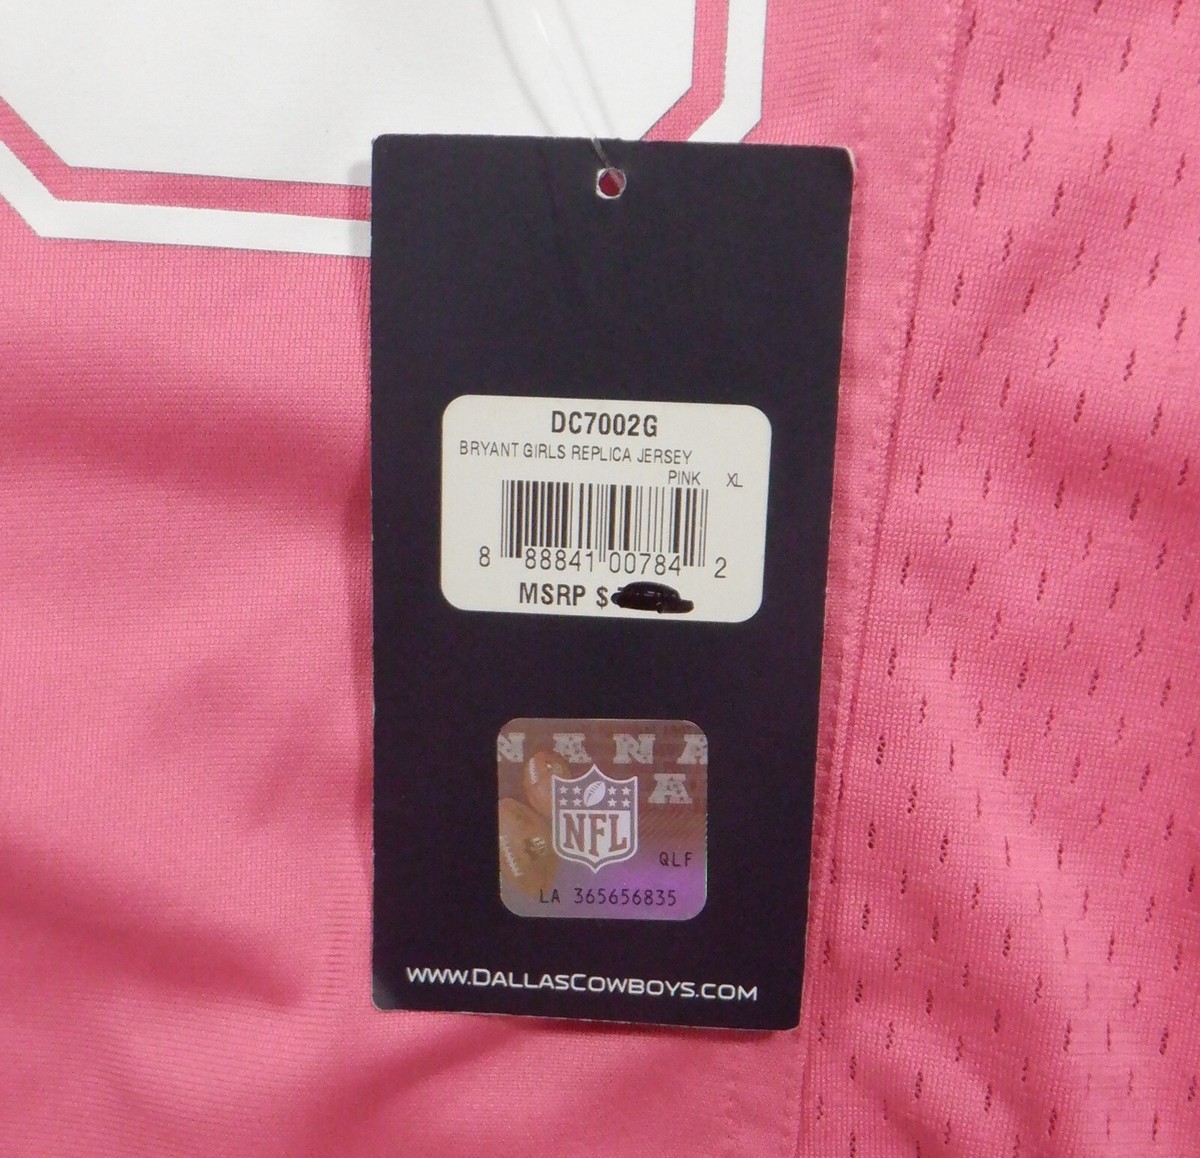 DC7002G
BRYANT GIRLS REPLICA JERSEY
PINK XL
8 88841 00784 2
MSRP $
N A N A
A
NFL
QLF
LA 365656835
WWW.DALLASCOWBOYS.COM